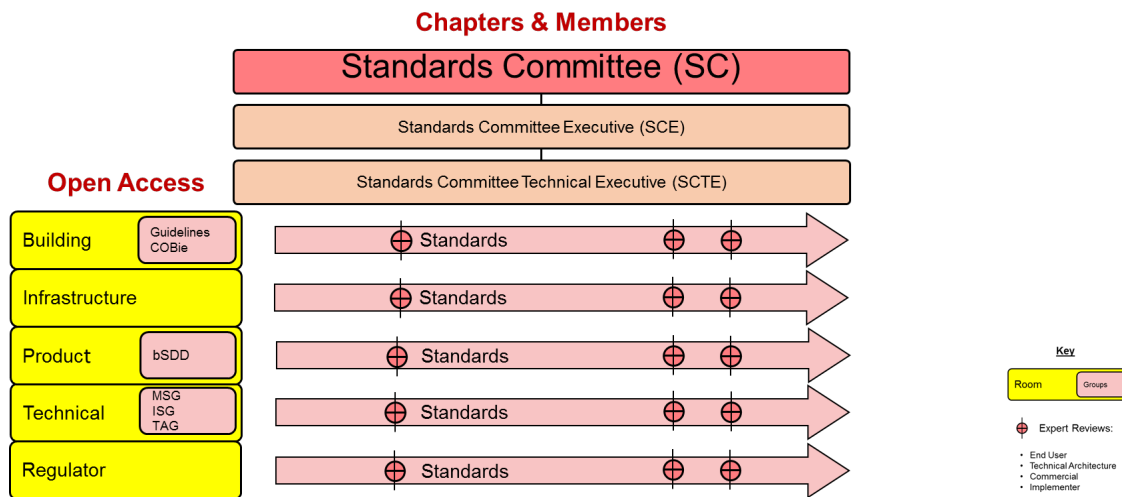 Chapters & Members
Standards Committee (SC)
Standards Committee Executive (SCE)
Standards Committee Technical Executive (SCTE)
Open Access
Building
Guidelines
COBie
Standards
Infrastructure
Standards
Product
bSDD
Standards
Technical
MSG
ISG
TAG
Standards
Regulator
Standards
Key
Room
Groups
Expert Reviews:
• End User
• Technical Architecture
• Commercial
• Implementer